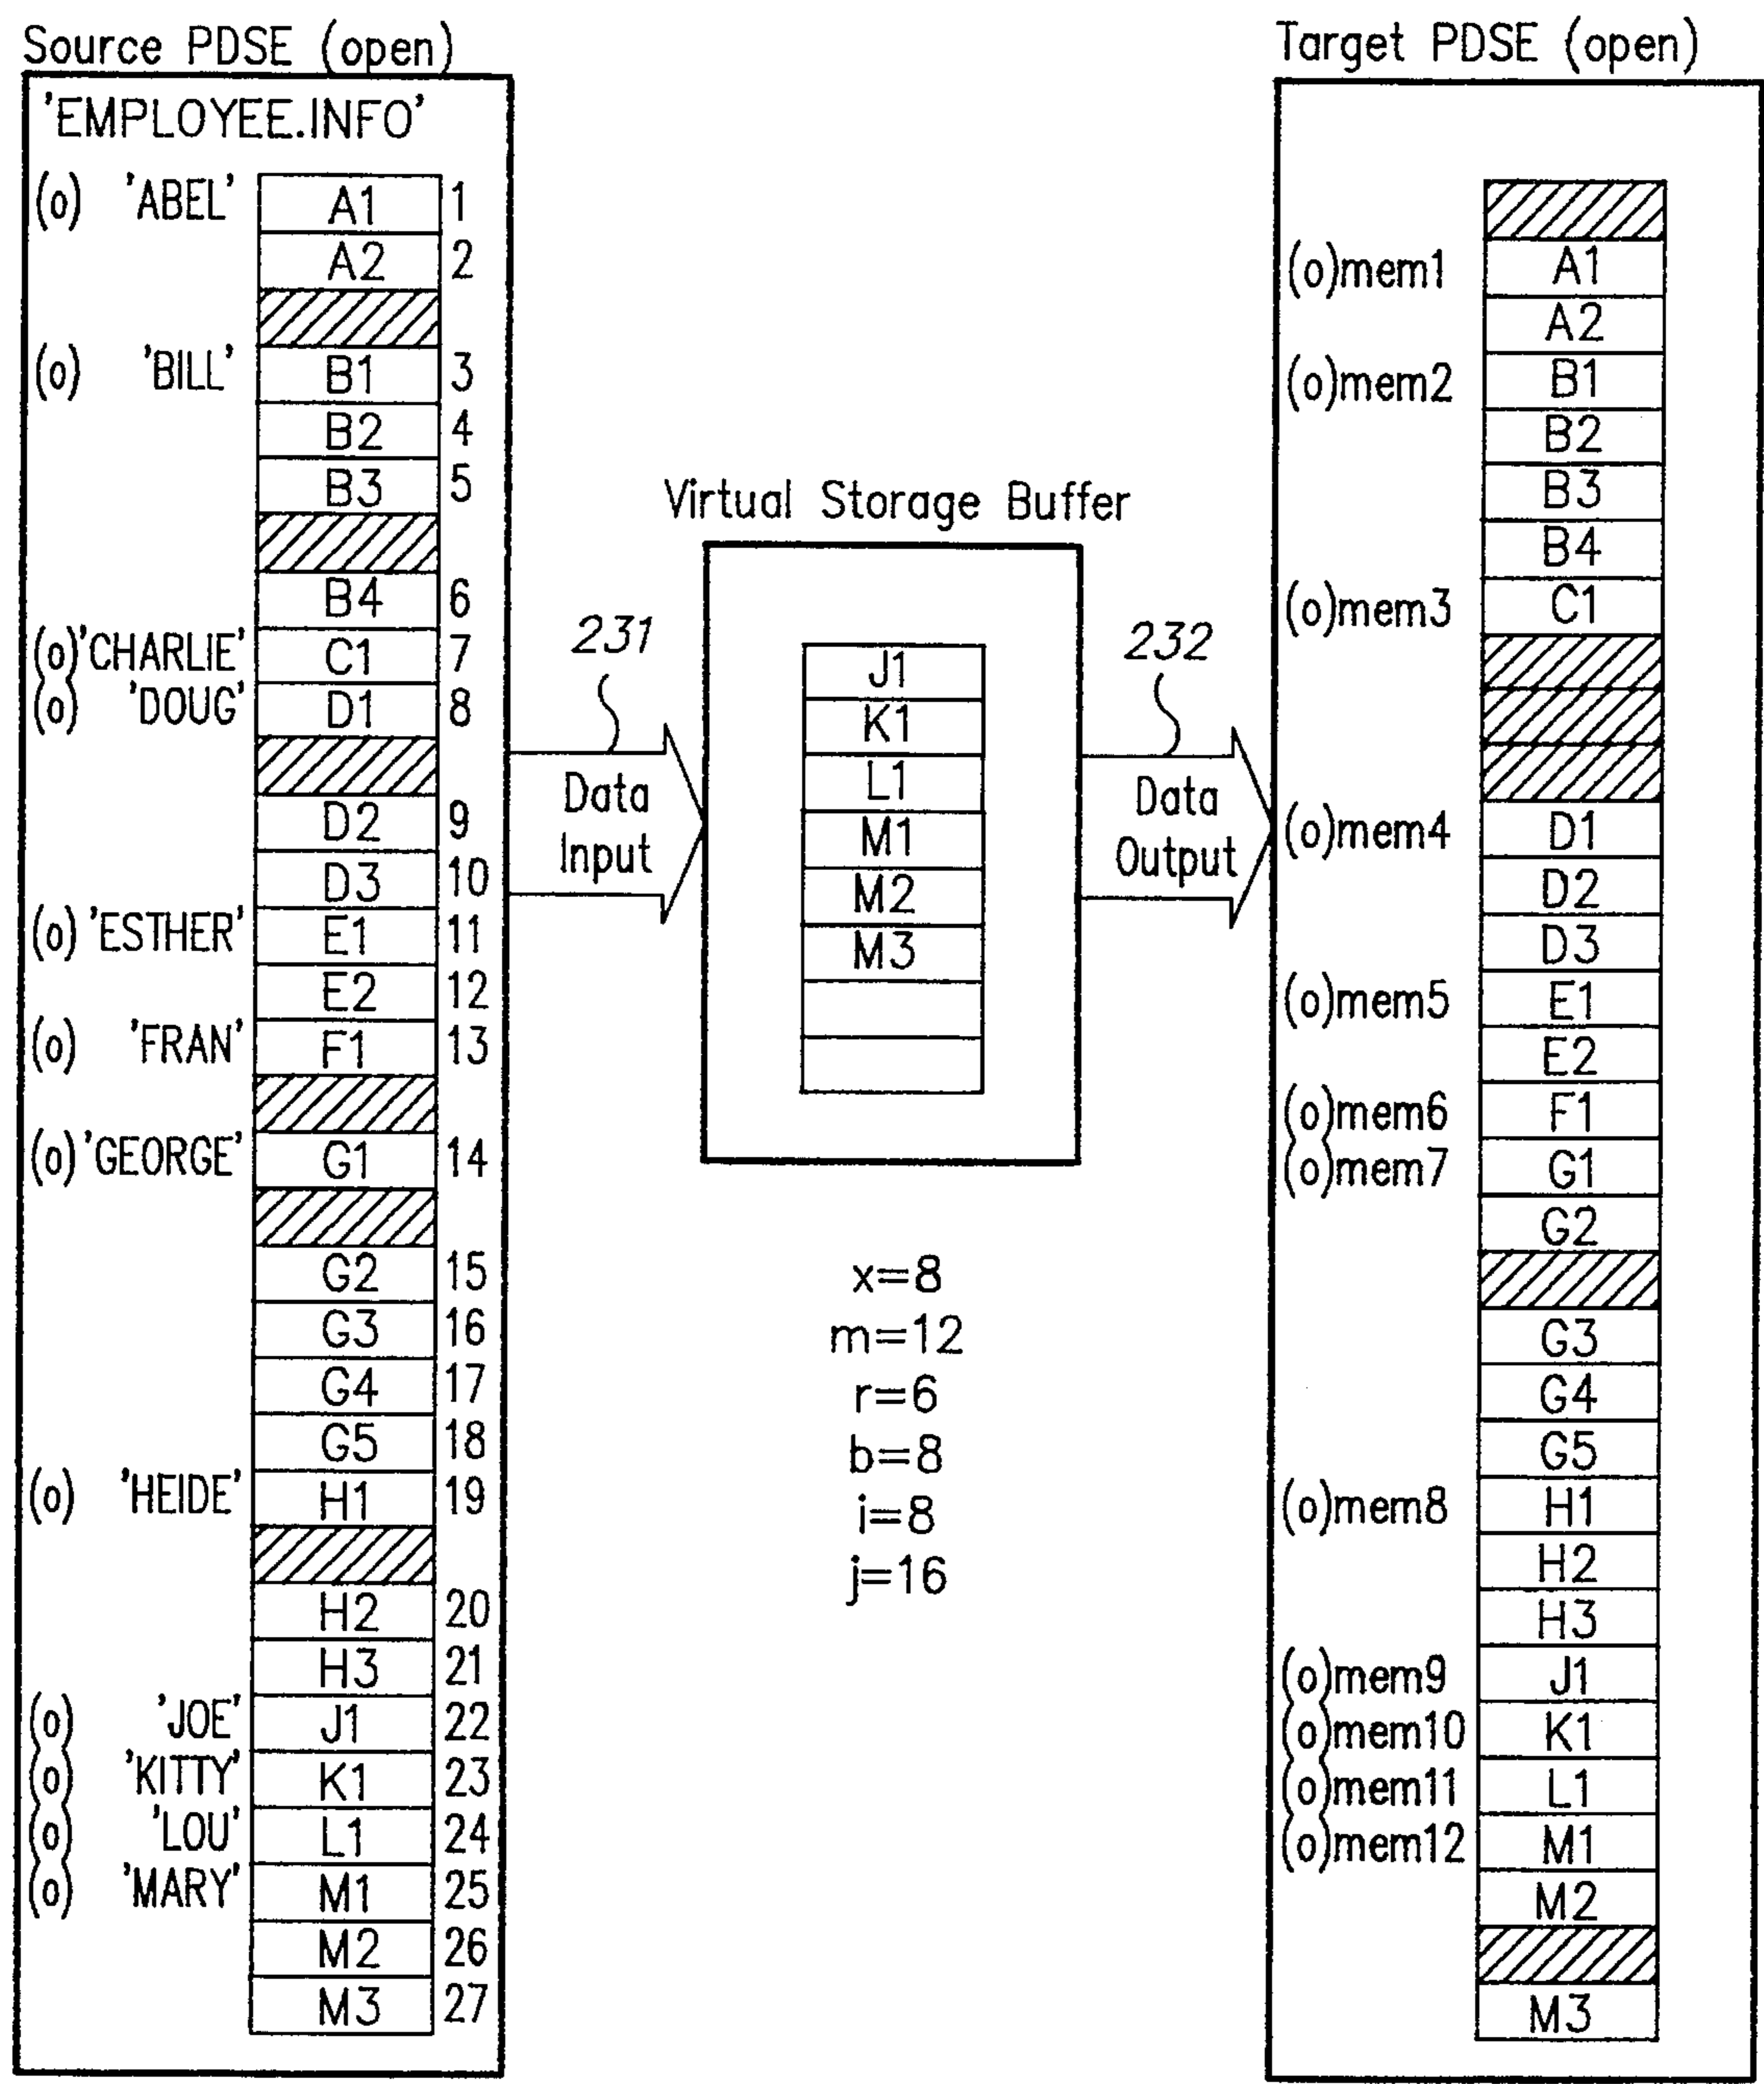 Source PDSE (open)
'EMPLOYEE.INFO'
(o) 'ABEL' A1 1
A2 2
(o) 'BILL' B1 3
B2 4
B3 5
B4 6
(o) 'CHARLIE' C1 7
(o) 'DOUG' D1 8
D2 9
D3 10
(o) 'ESTHER' E1 11
E2 12
(o) 'FRAN' F1 13
(o) 'GEORGE' G1 14
G2 15
G3 16
G4 17
G5 18
(o) 'HEIDE' H1 19
H2 20
H3 21
(o) 'JOE' J1 22
(o) 'KITTY' K1 23
(o) 'LOU' L1 24
(o) 'MARY' M1 25
M2 26
M3 27
231
Data
Input
Virtual Storage Buffer
J1
K1
L1
M1
M2
M3
x=8
m=12
r=6
b=8
i=8
j=16
232
Data
Output
Target PDSE (open)
(o)mem1 A1
A2
(o)mem2 B1
B2
B3
B4
(o)mem3 C1
(o)mem4 D1
D2
D3
(o)mem5 E1
E2
(o)mem6 F1
(o)mem7 G1
G2
G3
G4
G5
(o)mem8 H1
H2
H3
(o)mem9 J1
(o)mem10 K1
(o)mem11 L1
(o)mem12 M1
M2
M3